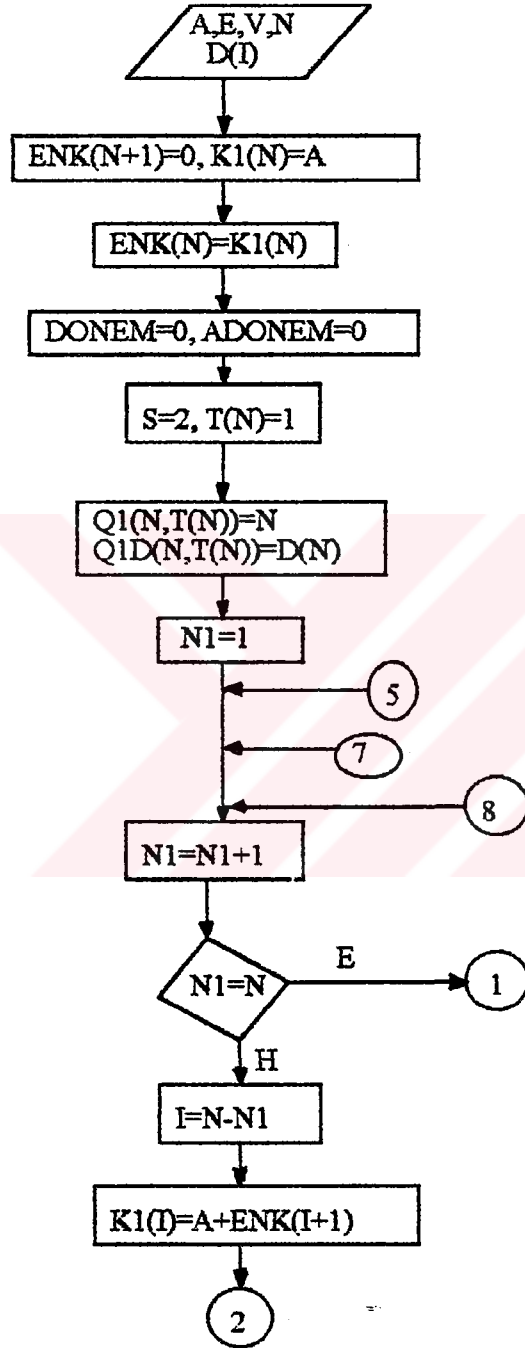 A,E,V,N
D(I)
ENK(N+1)=0, K1(N)=A
ENK(N)=K1(N)
DONEM=0, ADONEM=0
S=2, T(N)=1
Q1(N,T(N))=N
Q1D(N,T(N))=D(N)
N1=1
5
7
8
N1=N1+1
N1=N
E
1
H
I=N-N1
K1(I)=A+ENK(I+1)
2